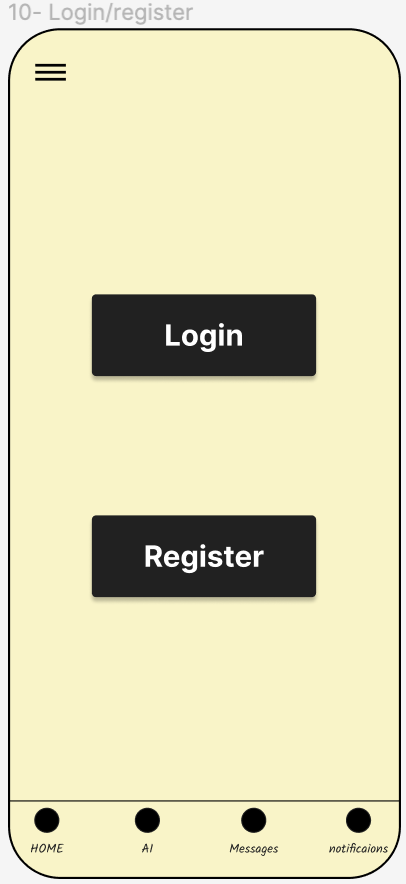 10- Login/register
Login
Register
HOME AI Messages notificaions